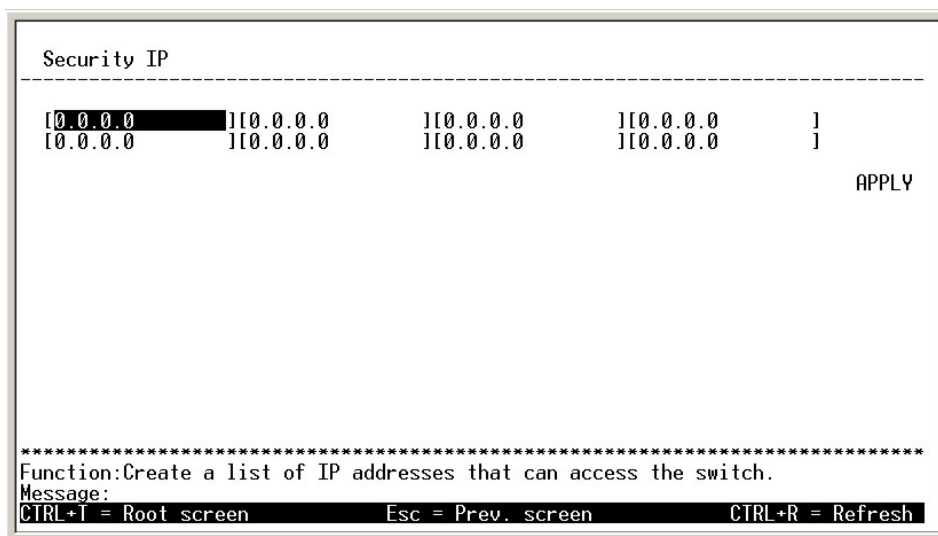 Security IP
--------------------------------------------------------------------------------
[0.0.0.0        ][0.0.0.0        ][0.0.0.0        ][0.0.0.0        ]
[0.0.0.0        ][0.0.0.0        ][0.0.0.0        ][0.0.0.0        ]
APPLY
********************************************************************************
Function:Create a list of IP addresses that can access the switch.
Message:
CTRL+T = Root screen Esc = Prev. screen CTRL+R = Refresh